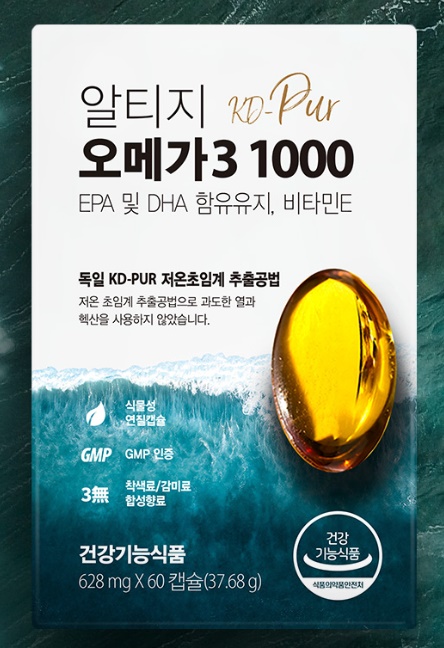 알티지 KD-Pur
오메가3 1000
EPA 및 DHA 함유유지, 비타민E
독일 KD-PUR 저온초임계 추출공법
저온 초임계 추출공법으로 과도한 열과
헥산을 사용하지 않았습니다.
식물성
연질캡슐
GMP GMP 인증
3無 착색료/감미료
합성향료
건강기능식품
628 mg X 60 캡슐(37.68 g)
건강
기능식품
식품의약품안전처